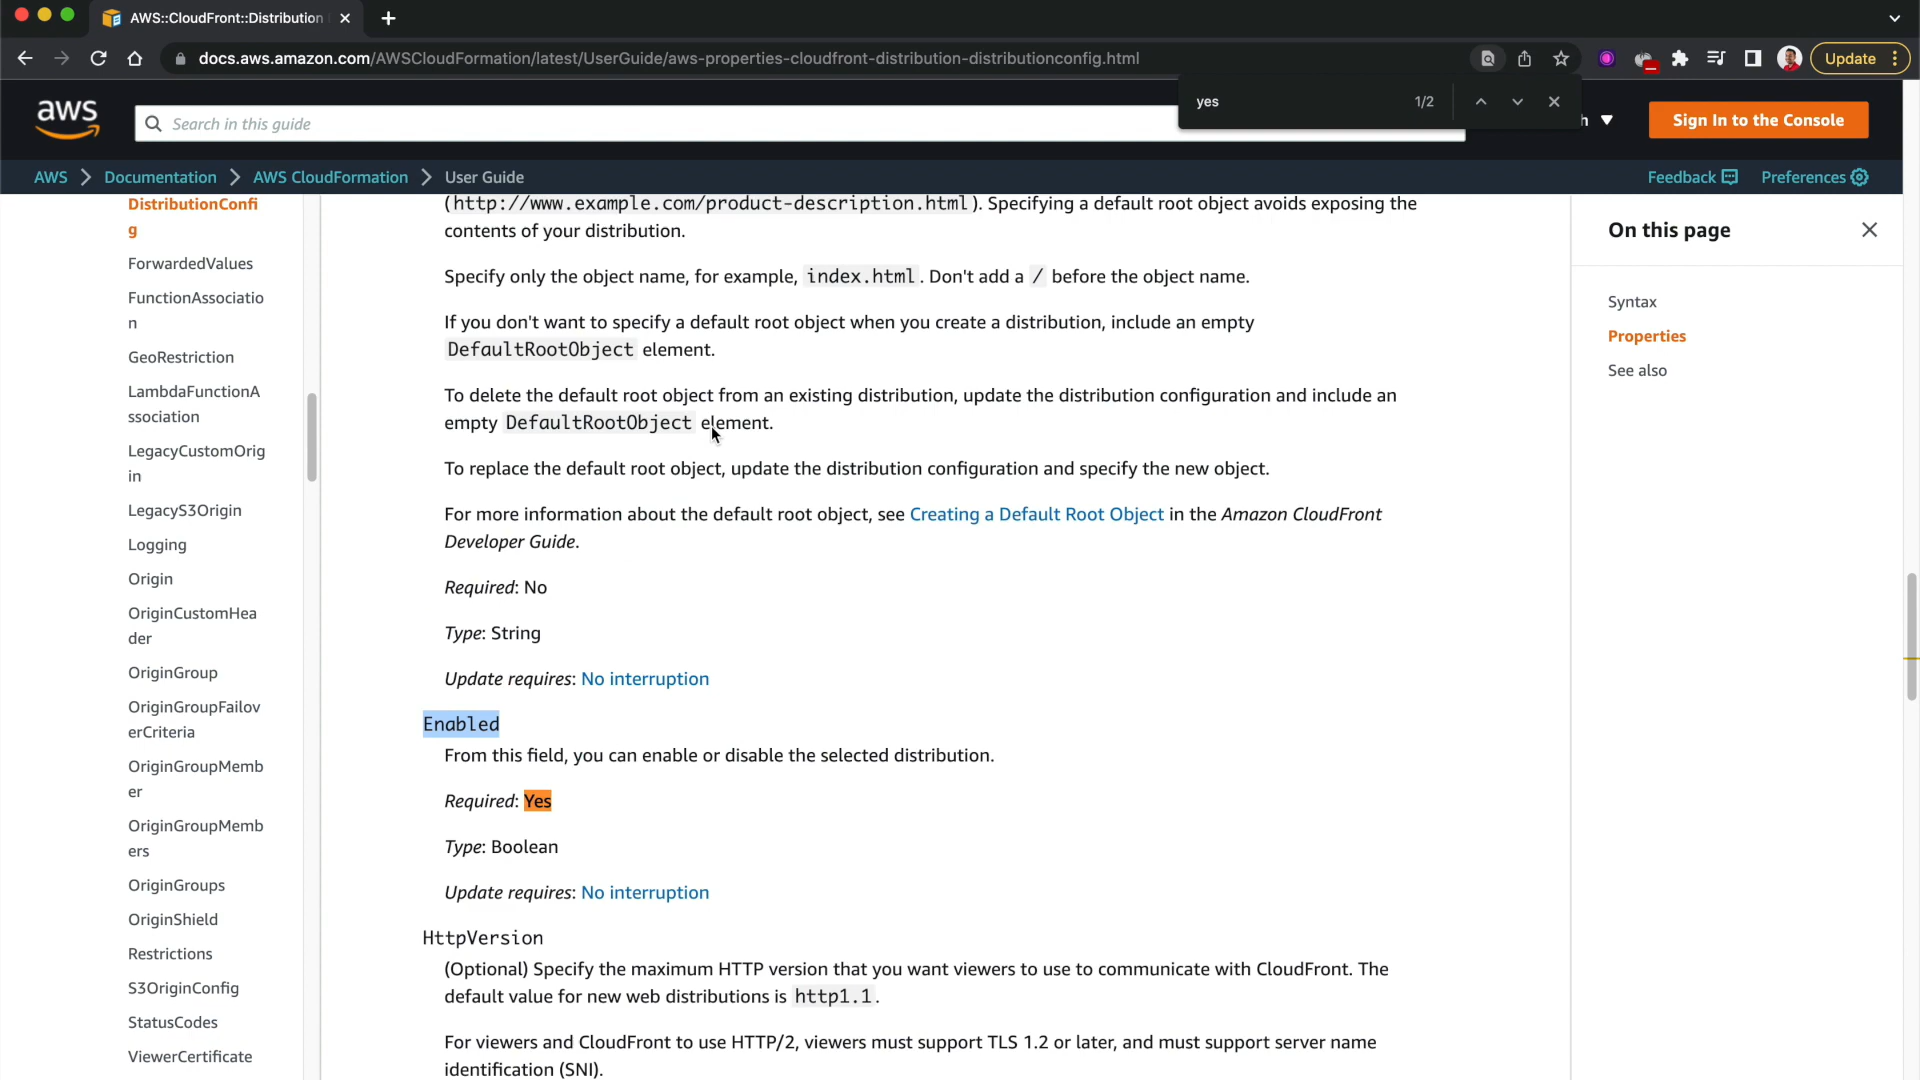 AWS::CloudFront::Distribution
docs.aws.amazon.com/AWSCloudFormation/latest/UserGuide/aws-properties-cloudfront-distribution-distributionconfig.html
Update
yes 1/2
aws
Search in this guide
h
Sign In to the Console
AWS > Documentation > AWS CloudFormation > User Guide
Feedback
Preferences
DistributionConfi
g
ForwardedValues
FunctionAssociatio
n
GeoRestriction
LambdaFunctionA
ssociation
LegacyCustomOrig
in
LegacyS3Origin
Logging
Origin
OriginCustomHea
der
OriginGroup
OriginGroupFailov
erCriteria
OriginGroupMemb
er
OriginGroupMemb
ers
OriginGroups
OriginShield
Restrictions
S3OriginConfig
StatusCodes
ViewerCertificate
(http://www.example.com/product-description.html). Specifying a default root object avoids exposing the
contents of your distribution.
Specify only the object name, for example, index.html. Don't add a / before the object name.
If you don't want to specify a default root object when you create a distribution, include an empty
DefaultRootObject element.
To delete the default root object from an existing distribution, update the distribution configuration and include an
empty DefaultRootObject element.
To replace the default root object, update the distribution configuration and specify the new object.
For more information about the default root object, see Creating a Default Root Object in the Amazon CloudFront
Developer Guide.
Required: No
Type: String
Update requires: No interruption
Enabled
From this field, you can enable or disable the selected distribution.
Required: Yes
Type: Boolean
Update requires: No interruption
HttpVersion
(Optional) Specify the maximum HTTP version that you want viewers to use to communicate with CloudFront. The
default value for new web distributions is http1.1.
For viewers and CloudFront to use HTTP/2, viewers must support TLS 1.2 or later, and must support server name
identification (SNI).
On this page
Syntax
Properties
See also